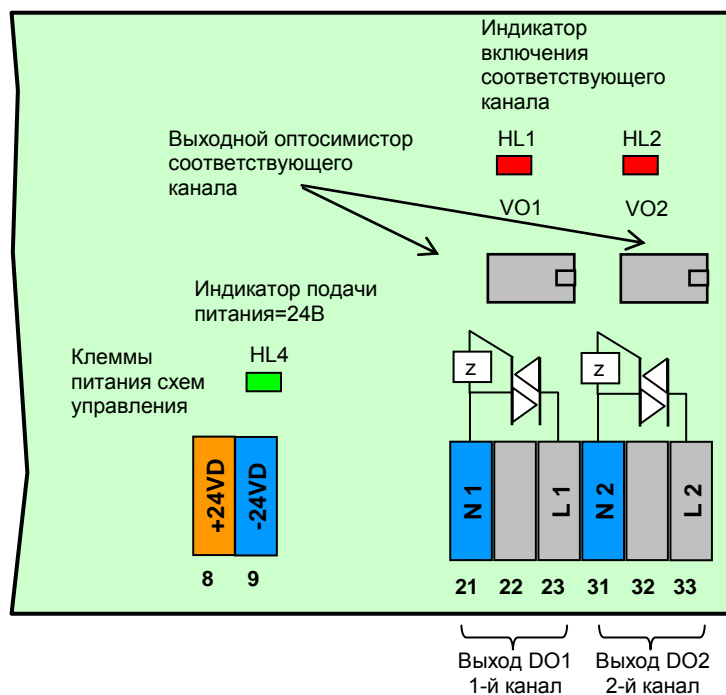 Индикатор
включения
соответствующего
канала
Выходной оптосимистор
соответствующего
канала
HL1
HL2
VO1
VO2
Индикатор подачи
питания=24В
Клеммы
питания схем
управления
HL4
z
z
+24VD
-24VD
N 1
L 1
N 2
L 2
8
9
21
22
23
31
32
33
Выход DO1
1-й канал
Выход DO2
2-й канал